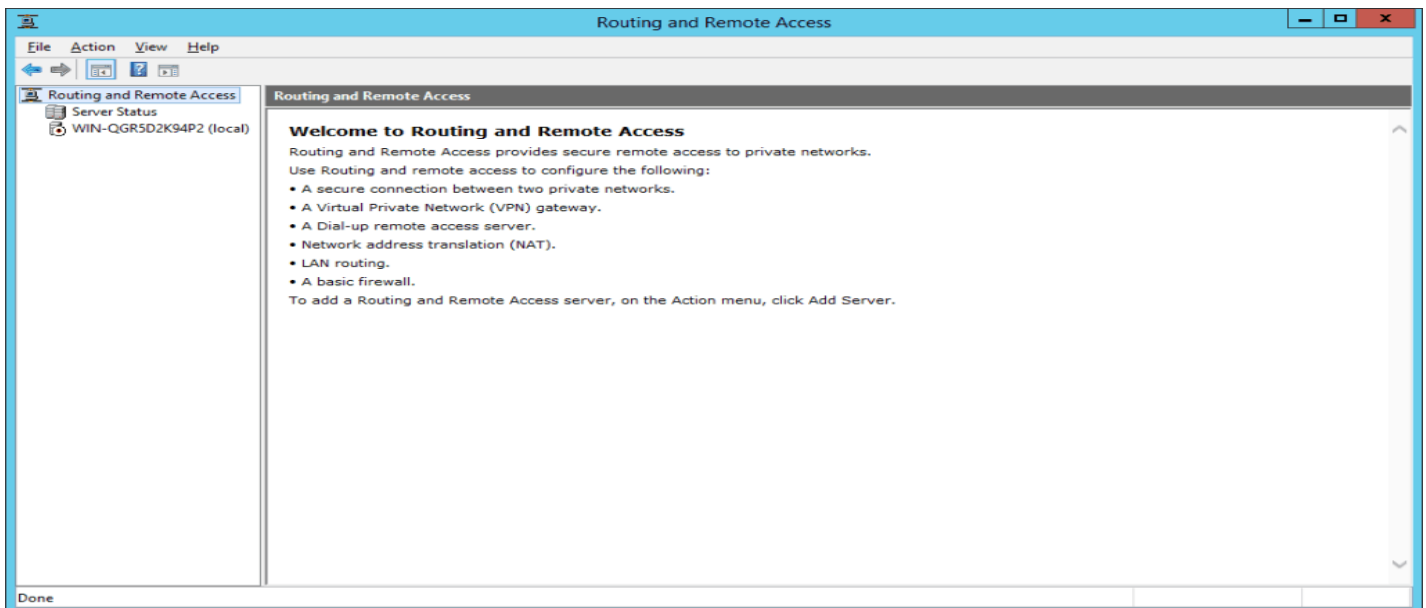 Routing and Remote Access
File Action View Help
Routing and Remote Access
Server Status
WIN-QGR5D2K94P2 (local)
Routing and Remote Access
Welcome to Routing and Remote Access
Routing and Remote Access provides secure remote access to private networks.
Use Routing and remote access to configure the following:
• A secure connection between two private networks.
• A Virtual Private Network (VPN) gateway.
• A Dial-up remote access server.
• Network address translation (NAT).
• LAN routing.
• A basic firewall.
To add a Routing and Remote Access server, on the Action menu, click Add Server.
Done